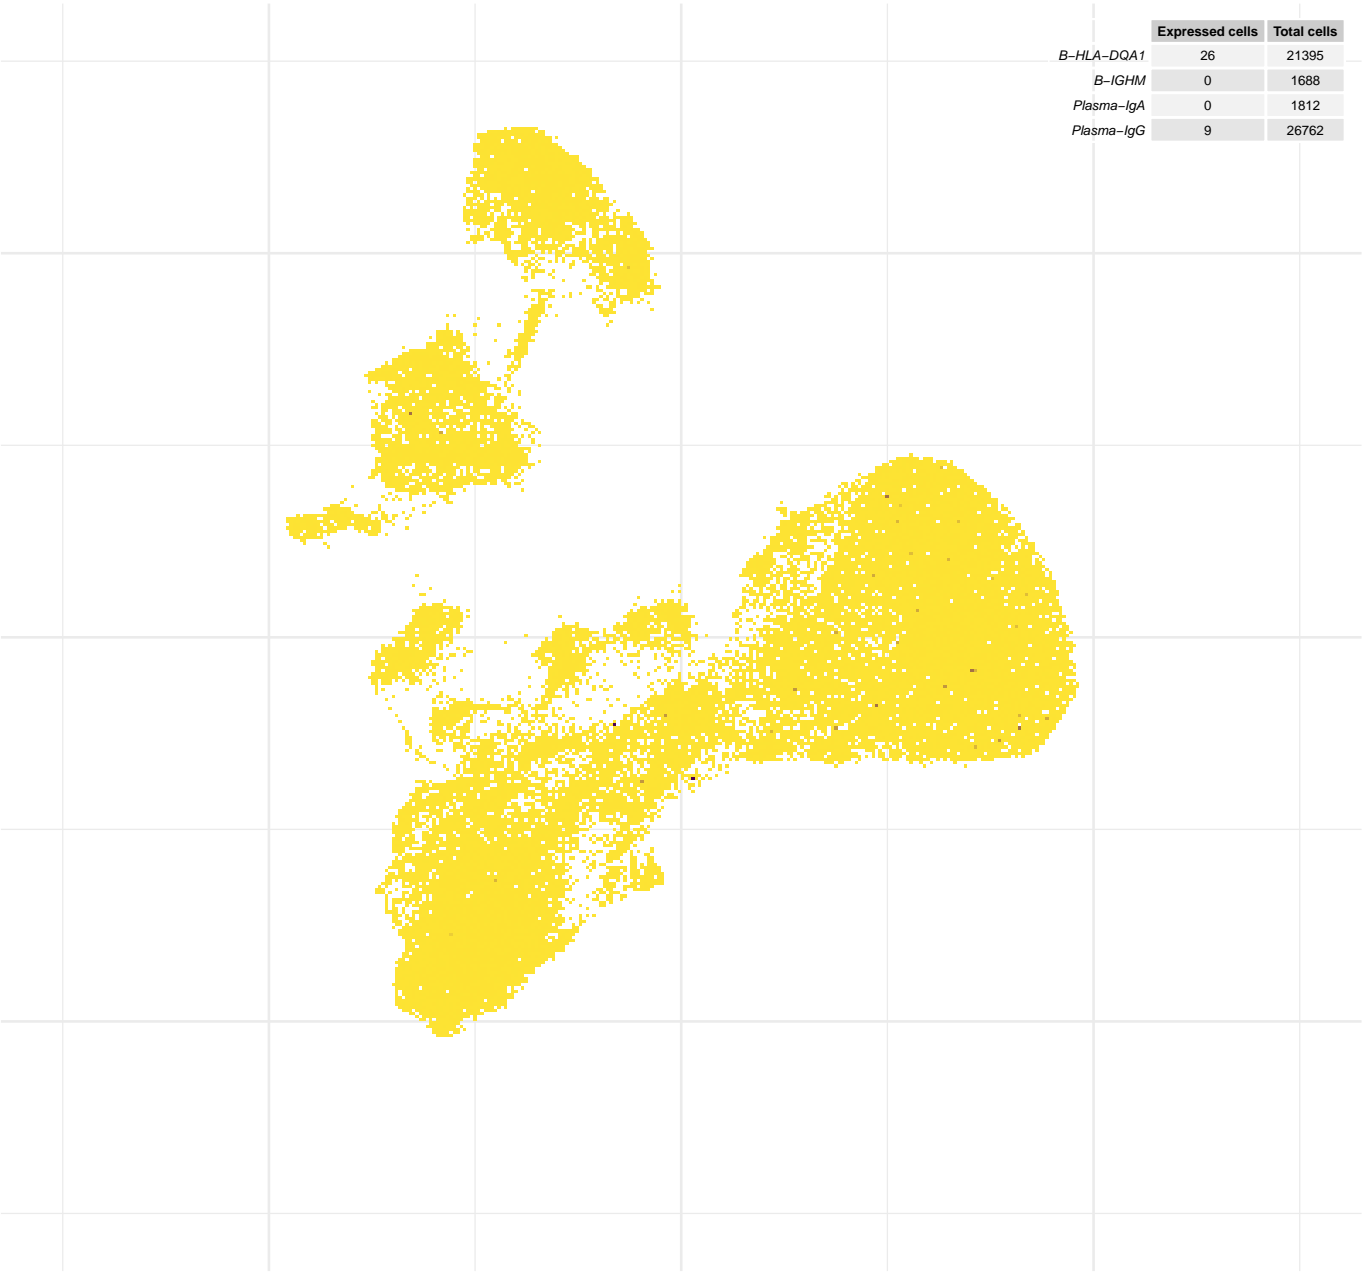 Expressed cells Total cells
B−HLA−DQA1 26 21395
B−IGHM 0 1688
Plasma−IgA 0 1812
Plasma−IgG 9 26762